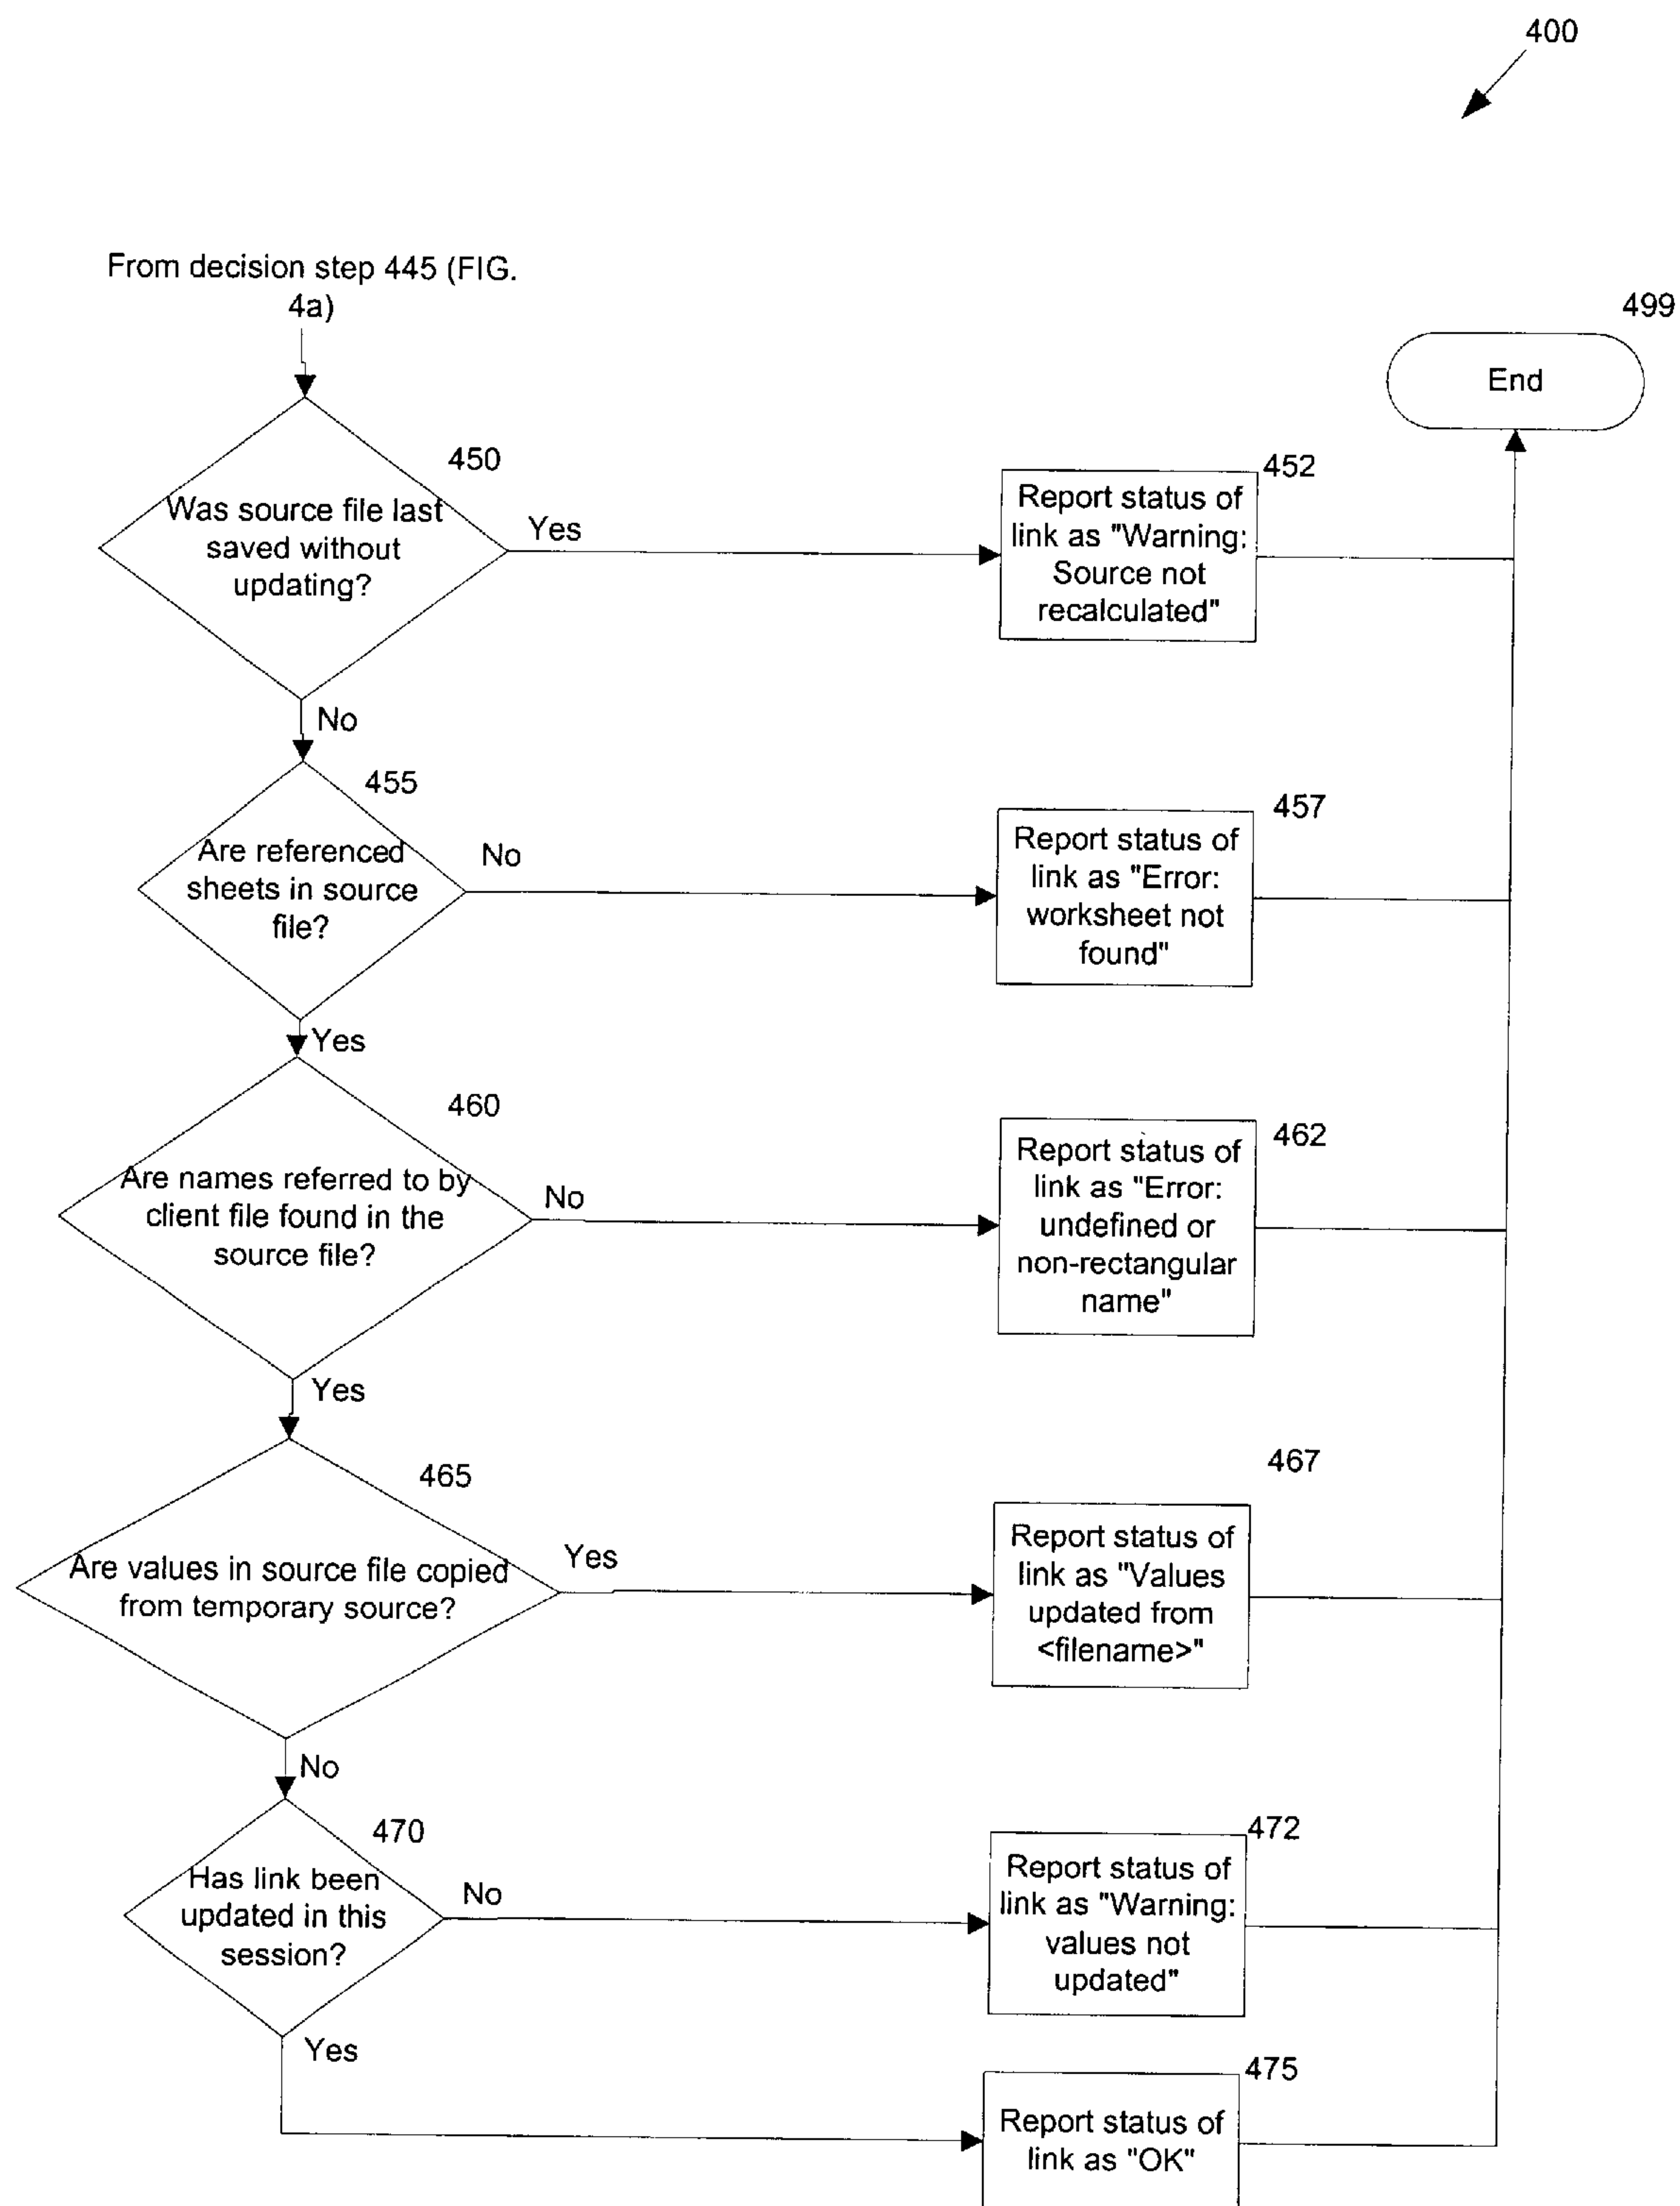 400
From decision step 445 (FIG.
4a)
499
End
450
Was source file last
saved without
updating?
Yes
452
Report status of
link as "Warning:
Source not
recalculated"
No
455
Are referenced
sheets in source
file?
No
457
Report status of
link as "Error:
worksheet not
found"
Yes
460
Are names referred to by
client file found in the
source file?
No
462
Report status of
link as "Error:
undefined or
non-rectangular
name"
Yes
465
Are values in source file copied
from temporary source?
Yes
467
Report status of
link as "Values
updated from
<filename>"
No
470
Has link been
updated in this
session?
No
472
Report status of
link as "Warning:
values not
updated"
Yes
475
Report status of
link as "OK"